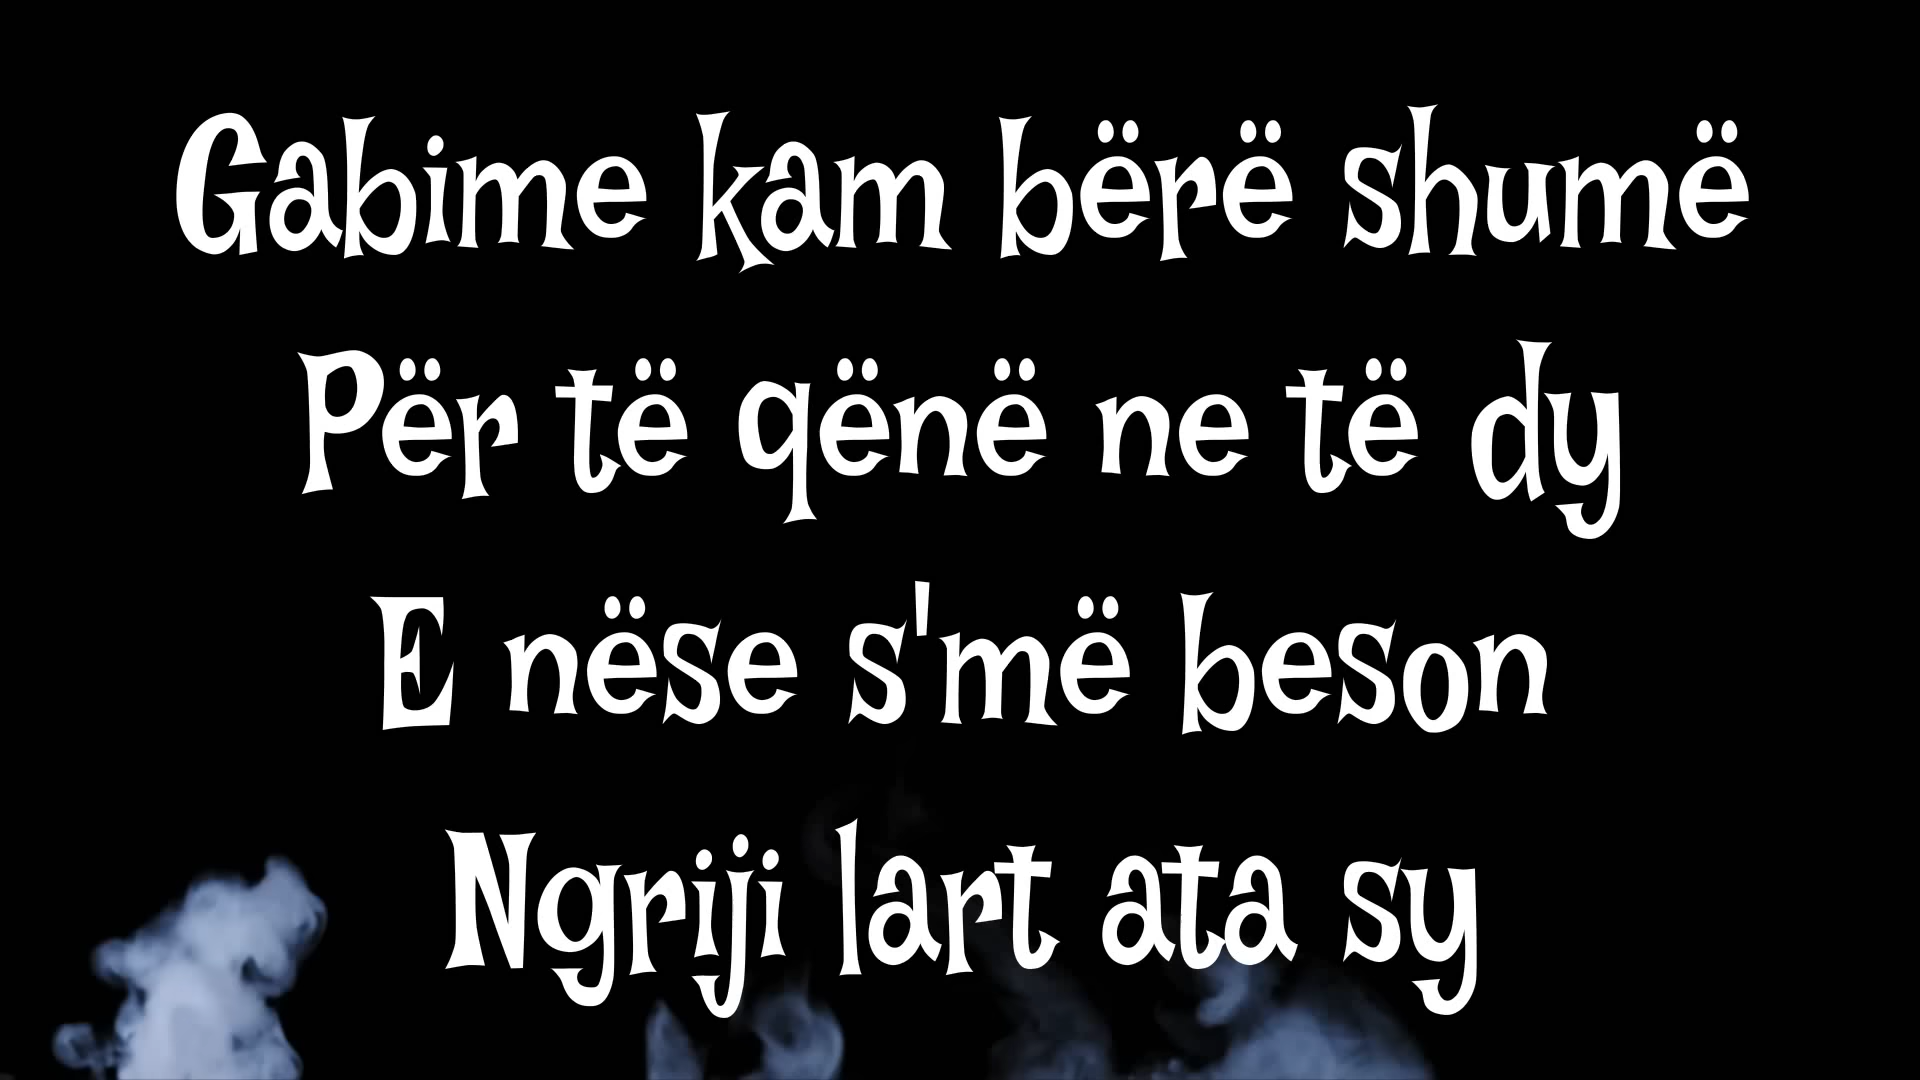 Gabime kam bërë shumë
Për të qënë ne të dy
E nëse s'më beson
Ngriji lart ata sy